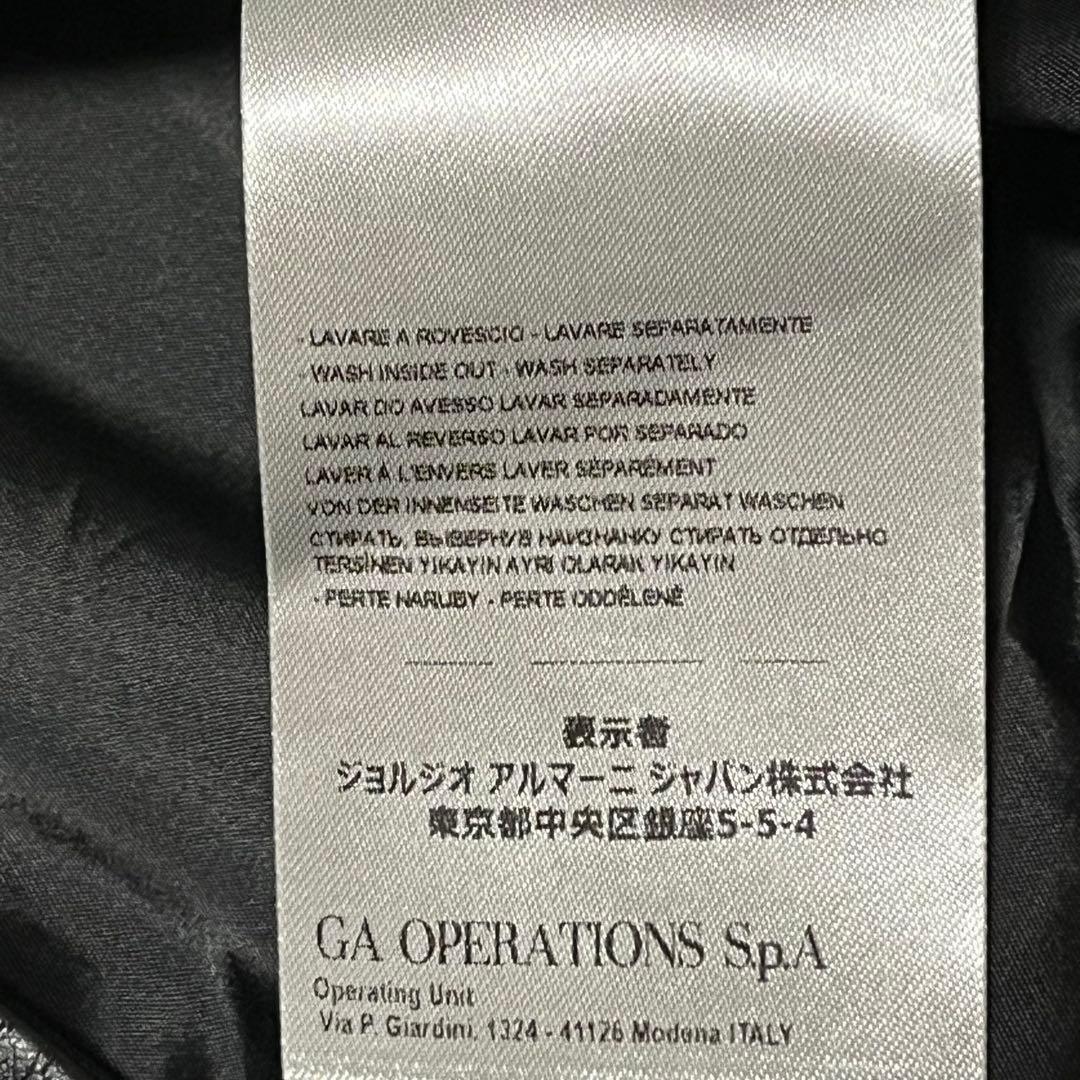 - LAVARE A ROVESCIO - LAVARE SEPARATAMENTE
- WASH INSIDE OUT - WASH SEPARATELY
LAVAR DO AVESSO LAVAR SEPARADAMENTE
LAVAR AL REVERSO LAVAR POR SEPARADO
LAVER À L'ENVERS LAVER SÉPARÉMENT
VON DER INNENSEITE WASCHEN SEPARAT WASCHEN
СТИРАТЬ, ВЫВЕРНУВ НАИЗНАНКУ СТИРАТЬ ОТДЕЛЬНО
TERSİNEN YIKAYIN AYRI OLARAK YIKAYIN
- PERTE NARUBY - PERTE ODDĚLENĚ
表示者
ジョルジオ アルマーニ ジャパン株式会社
東京都中央区銀座5-5-4
GA OPERATIONS S.p.A
Operating Unit
Via P. Giardini, 1324 - 41126 Modena ITALY